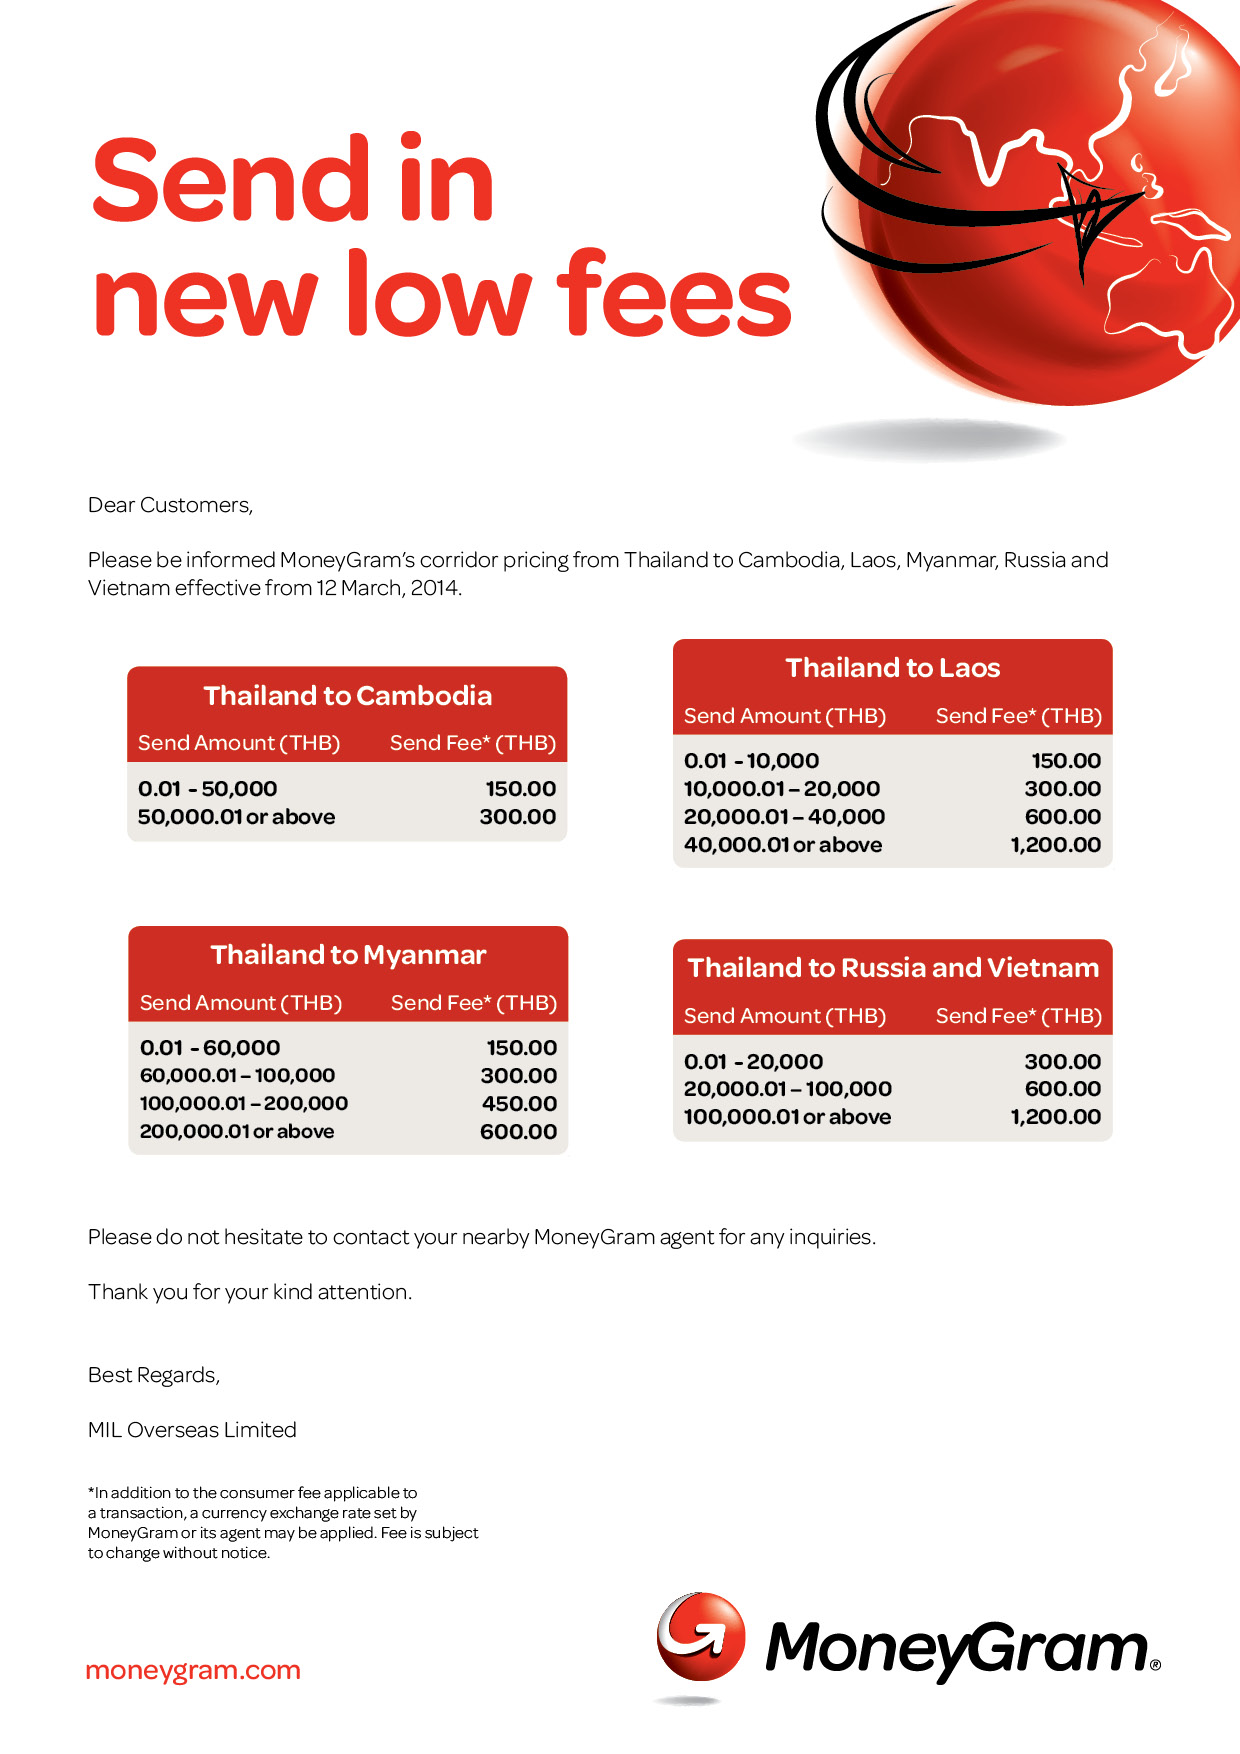 Send in
new low fees
Dear Customers,
Please be informed MoneyGram's corridor pricing from Thailand to Cambodia, Laos, Myanmar, Russia and
Vietnam effective from 12 March, 2014.
Thailand to Cambodia
Send Amount (THB) Send Fee* (THB)
0.01 - 50,000 150.00
50,000.01 or above 300.00
Thailand to Laos
Send Amount (THB) Send Fee* (THB)
0.01 - 10,000 150.00
10,000.01 – 20,000 300.00
20,000.01 – 40,000 600.00
40,000.01 or above 1,200.00
Thailand to Myanmar
Send Amount (THB) Send Fee* (THB)
0.01 - 60,000 150.00
60,000.01 – 100,000 300.00
100,000.01 – 200,000 450.00
200,000.01 or above 600.00
Thailand to Russia and Vietnam
Send Amount (THB) Send Fee* (THB)
0.01 - 20,000 300.00
20,000.01 – 100,000 600.00
100,000.01 or above 1,200.00
Please do not hesitate to contact your nearby MoneyGram agent for any inquiries.
Thank you for your kind attention.
Best Regards,
MIL Overseas Limited
*In addition to the consumer fee applicable to
a transaction, a currency exchange rate set by
MoneyGram or its agent may be applied. Fee is subject
to change without notice.
moneygram.com
MoneyGram®